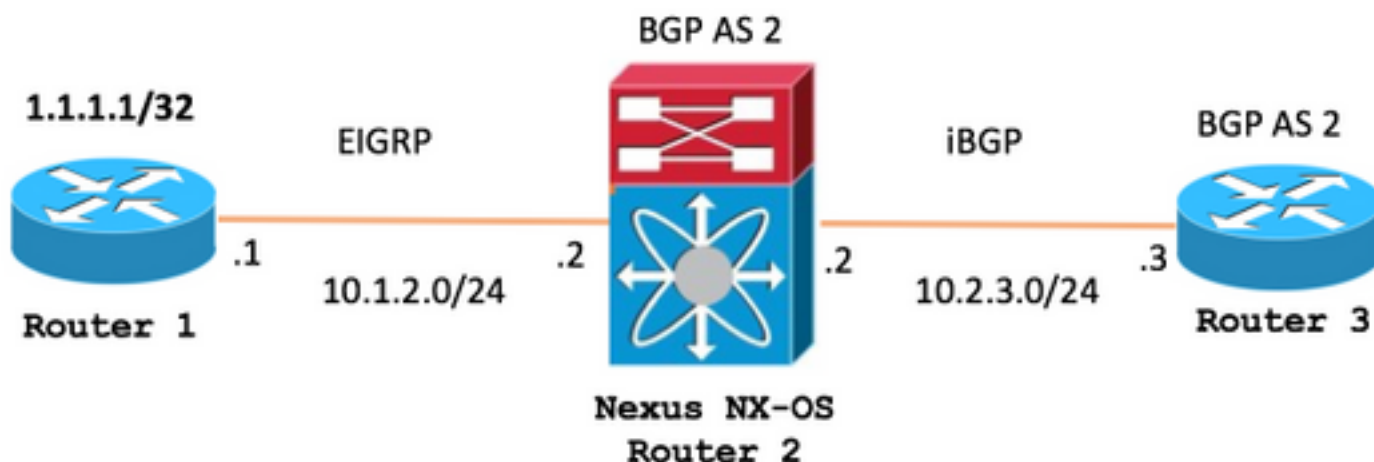 BGP AS 2
1.1.1.1/32
EIGRP
iBGP
BGP AS 2
.1
10.1.2.0/24
.2
.2
10.2.3.0/24
.3
Router 1
Nexus NX-OS
Router 2
Router 3